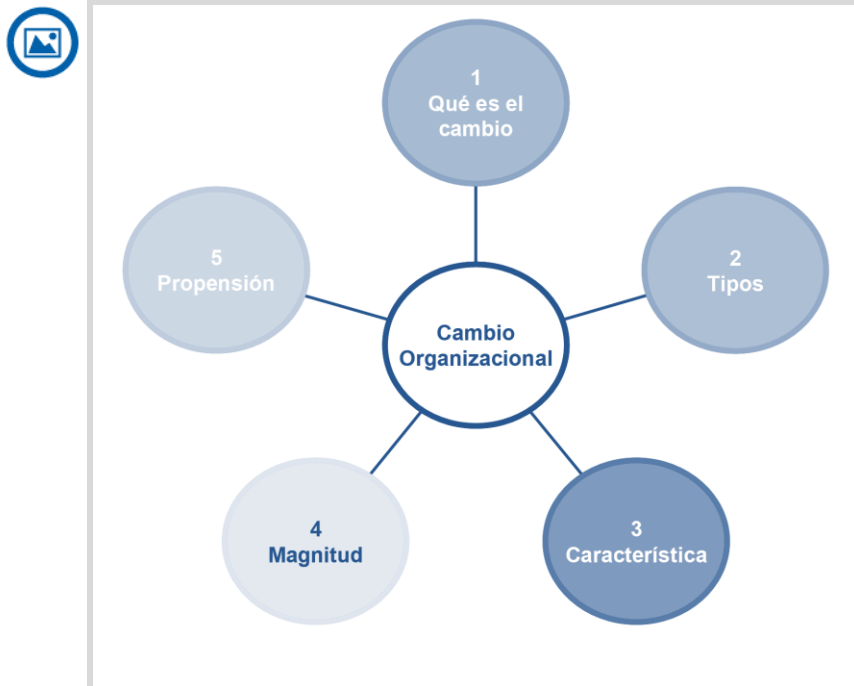 1
Qué es el
cambio
2
Tipos
3
Característica
4
Magnitud
5
Propensión
Cambio
Organizacional